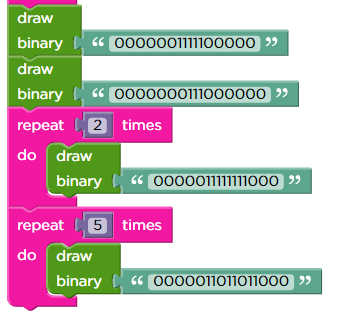 draw
binary “ 0000001111100000 ”
draw
binary “ 0000000111000000 ”
repeat 2 times
do draw
binary “ 0000011111111000 ”
repeat 5 times
do draw
binary “ 0000011011011000 ”